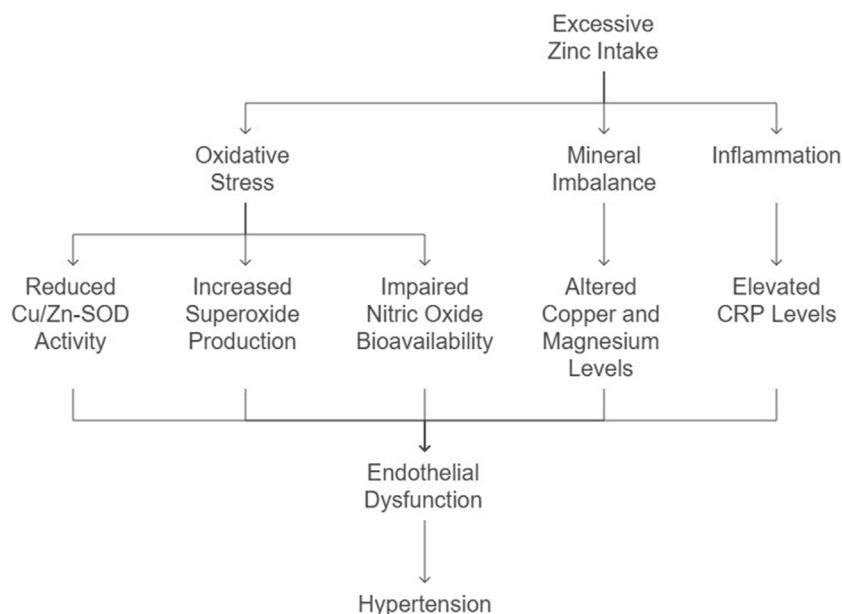 Excessive
Zinc Intake
Oxidative
Stress
Mineral
Imbalance
Inflammation
Reduced
Cu/Zn-SOD
Activity
Increased
Superoxide
Production
Impaired
Nitric Oxide
Bioavailability
Altered
Copper and
Magnesium
Levels
Elevated
CRP Levels
Endothelial
Dysfunction
Hypertension